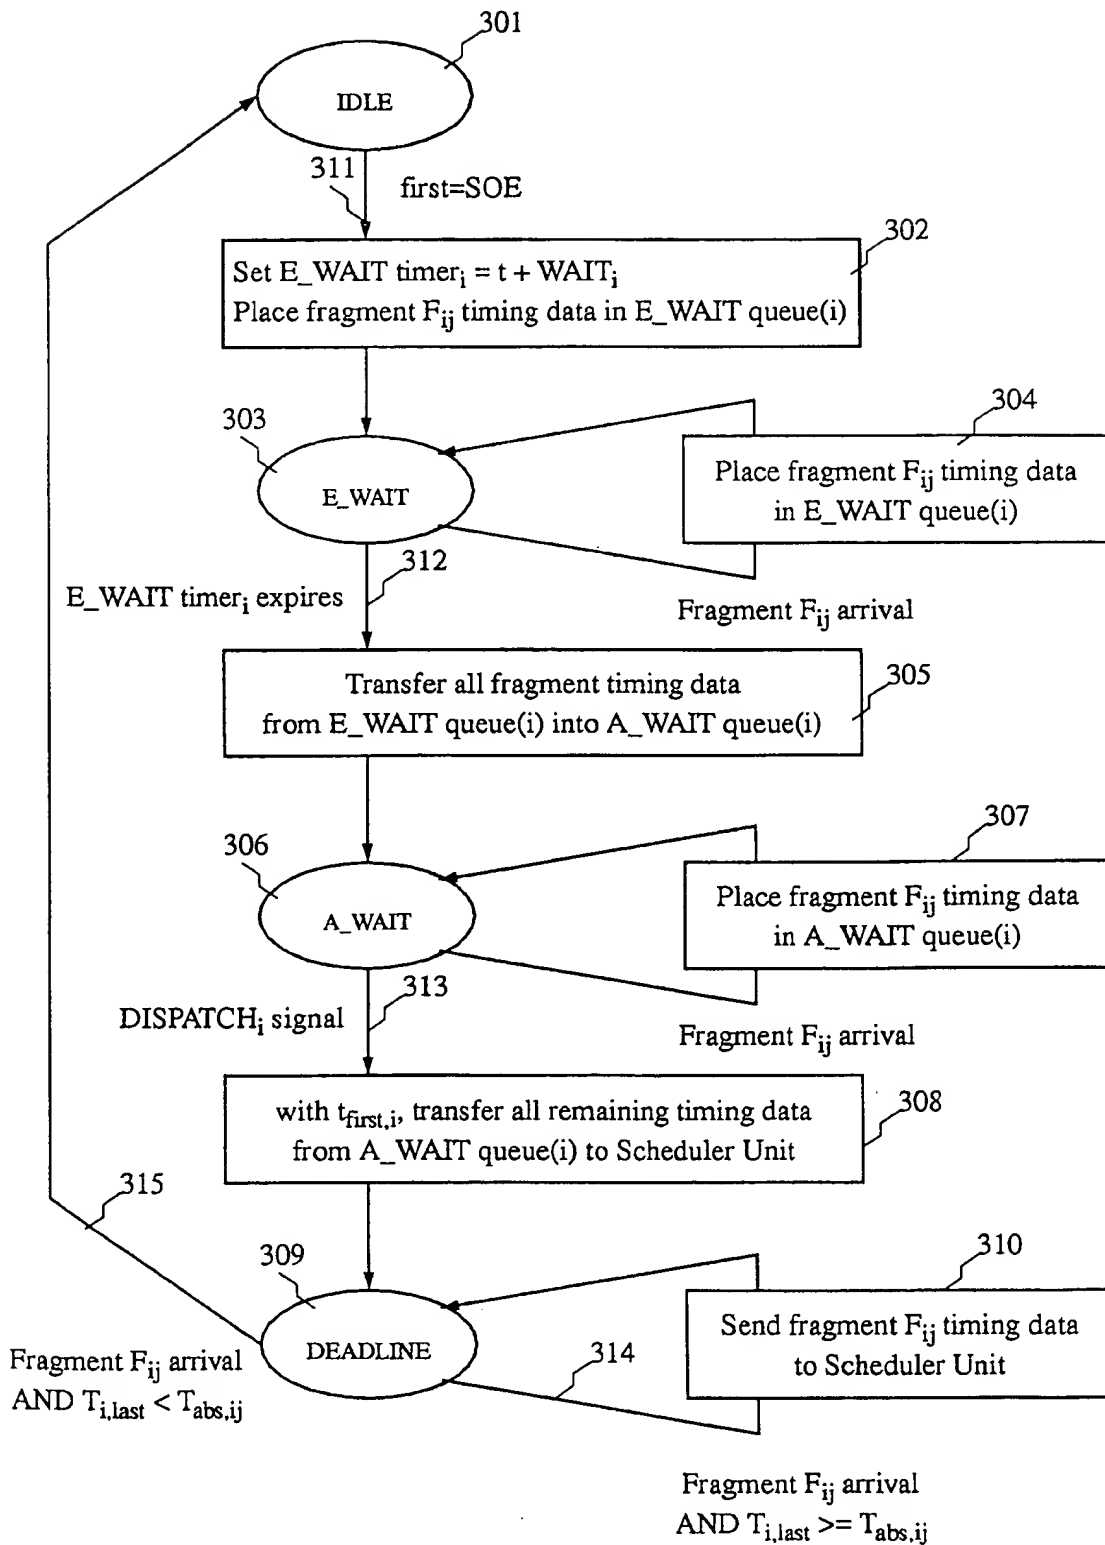 301
IDLE
311
first=SOE
302
Set E_WAIT timer_i = t + WAIT_i
Place fragment F_ij timing data in E_WAIT queue(i)
303
304
E_WAIT
Place fragment F_ij timing data
in E_WAIT queue(i)
312
E_WAIT timer_i expires
Fragment F_ij arrival
Transfer all fragment timing data
from E_WAIT queue(i) into A_WAIT queue(i)
305
306
307
A_WAIT
Place fragment F_ij timing data
in A_WAIT queue(i)
313
DISPATCH_i signal
Fragment F_ij arrival
with t_first,i, transfer all remaining timing data
from A_WAIT queue(i) to Scheduler Unit
308
315
309
310
DEADLINE
Send fragment F_ij timing data
to Scheduler Unit
314
Fragment F_ij arrival
AND T_i,last < T_abs,ij
Fragment F_ij arrival
AND T_i,last >= T_abs,ij